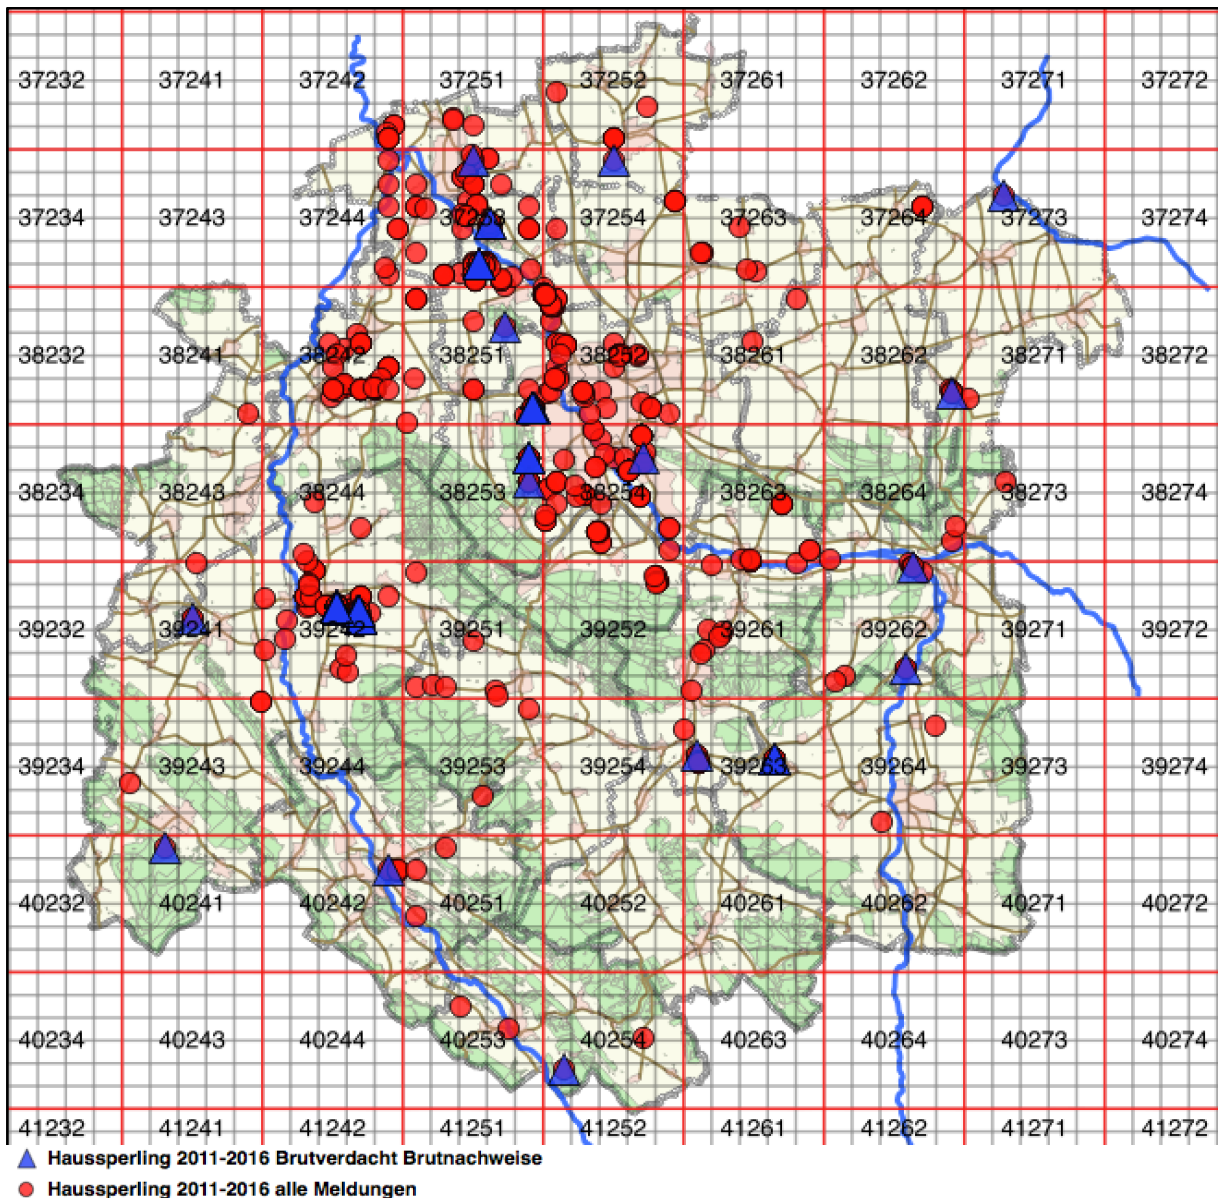 37232 37241 37242 37251 37252 37261 37262 37271 37272
37234 37243 37244 37253 37254 37263 37264 37273 37274
38232 38241 38242 38251 38252 38261 38262 38271 38272
38234 38243 38244 38253 38254 38263 38264 38273 38274
39232 39241 39242 39251 39252 39261 39262 39271 39272
39234 39243 39244 39253 39254 39263 39264 39273 39274
40232 40241 40242 40251 40252 40261 40262 40271 40272
40234 40243 40244 40253 40254 40263 40264 40273 40274
41232 41241 41242 41251 41252 41261 41262 41271 41272
Haussperling 2011-2016 Brutverdacht Brutnachweise
Haussperling 2011-2016 alle Meldungen